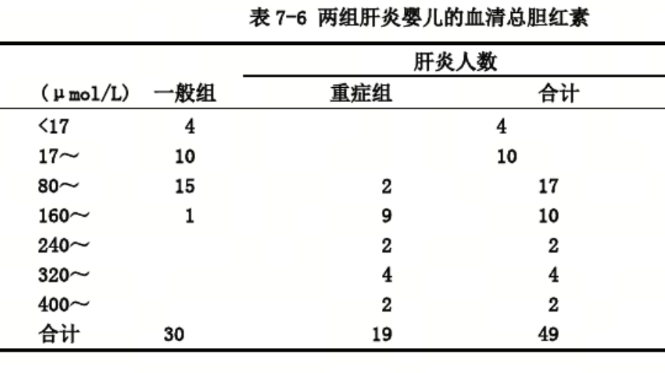 表 7-6 两组肝炎婴儿的血清总胆红素
肝炎人数
(μmol/L) 一般组 重症组 合计
<17 4 4
17～ 10 10
80～ 15 2 17
160～ 1 9 10
240～ 2 2
320～ 4 4
400～ 2 2
合计 30 19 49